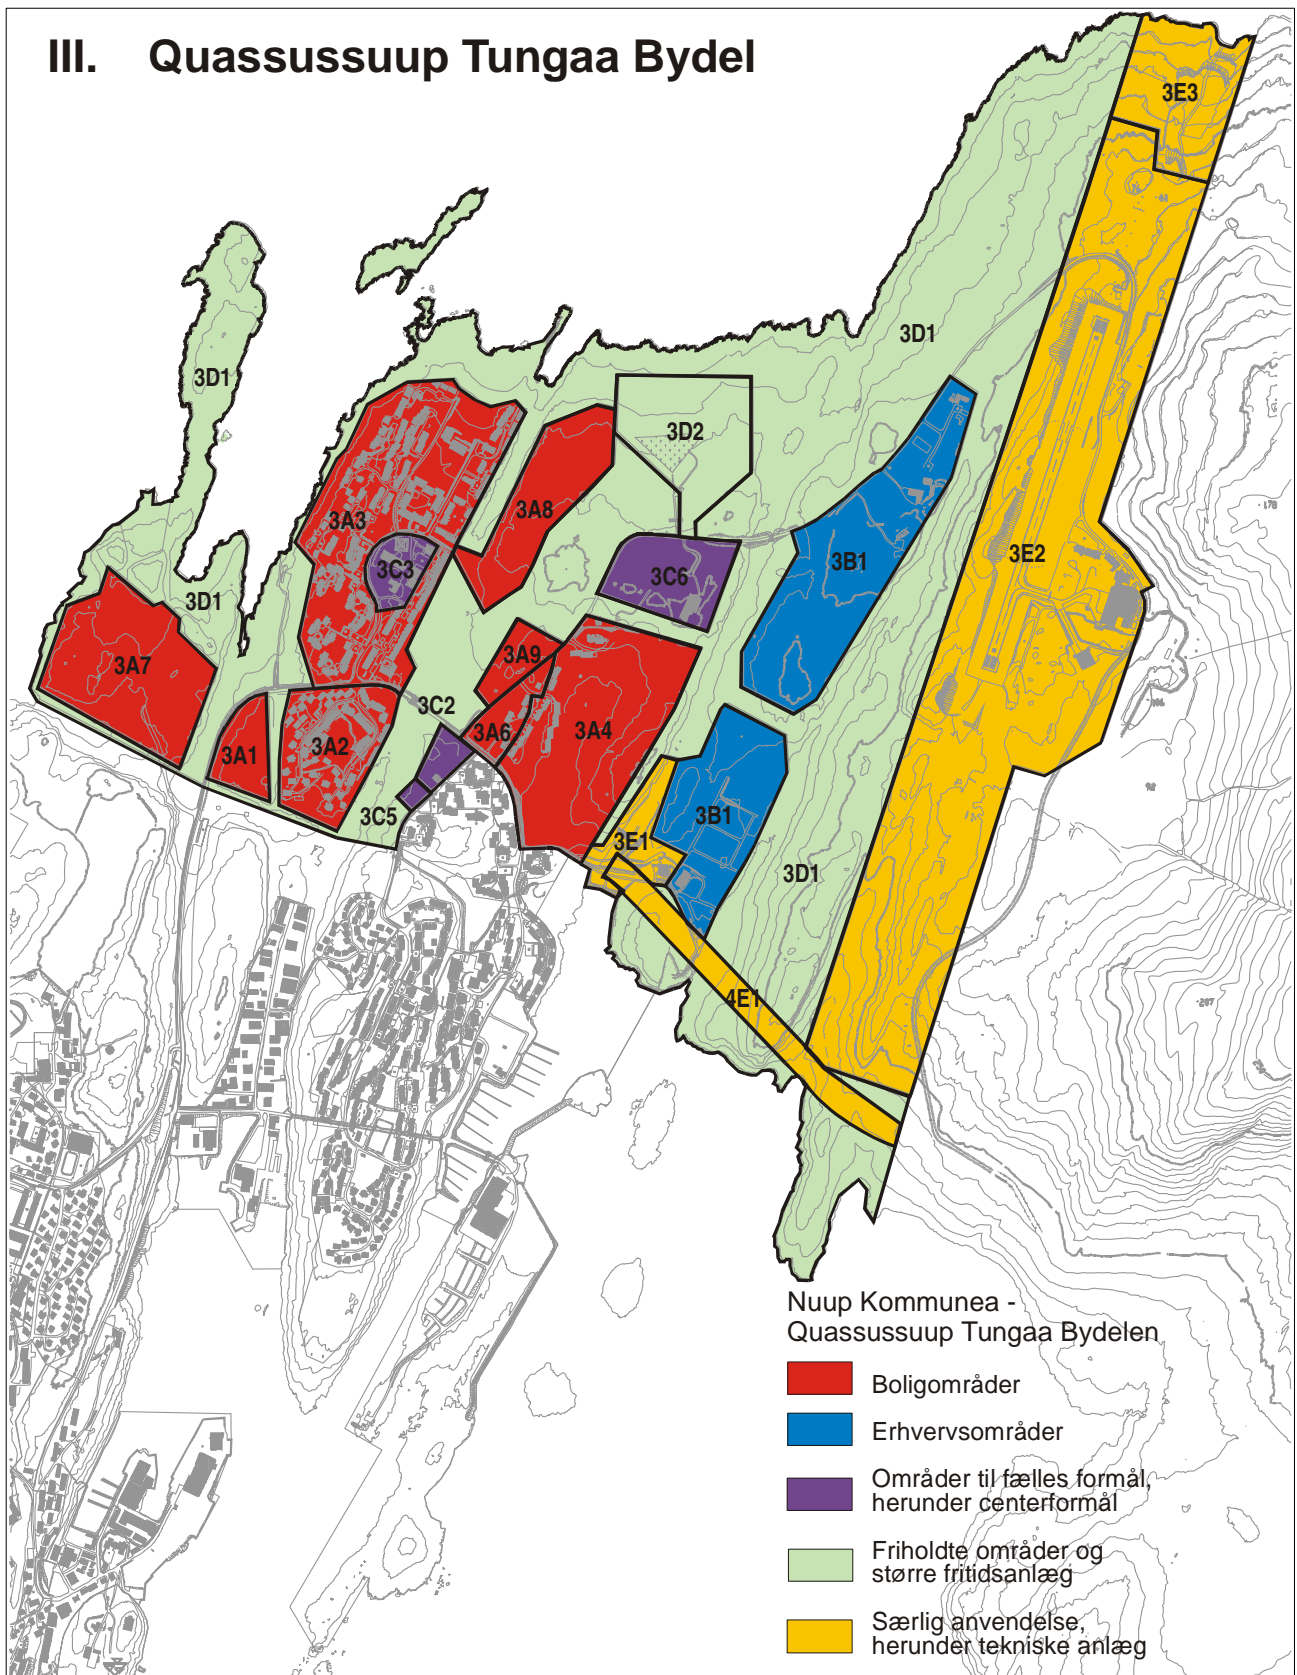 III. Quassussuup Tungaa Bydel
3E3
3D1
3D1
3D2
3A8
3A3
3B1
3E2
3C3
3C6
3D1
3A9
3A7
3C2
3A6
3A4
3A1
3A2
3C5
3B1
3E1
3D1
4E1
Nuup Kommunea -
Quassussuup Tungaa Bydelen
Boligområder
Erhvervsområder
Områder til fælles formål,
herunder centerformål
Friholdte områder og
større fritidsanlæg
Særlig anvendelse,
herunder tekniske anlæg